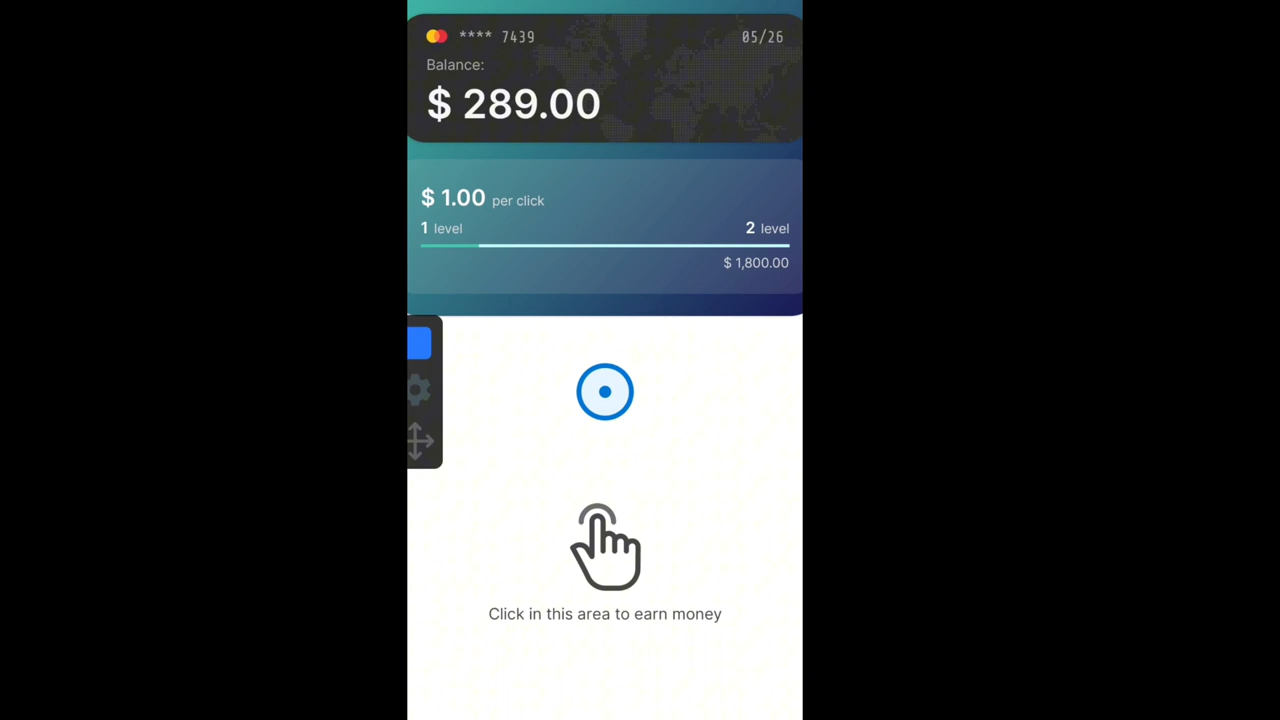 **** 7439 05/26
Balance:
$ 289.00
$ 1.00 per click
1 level 2 level
$ 1,800.00
Click in this area to earn money